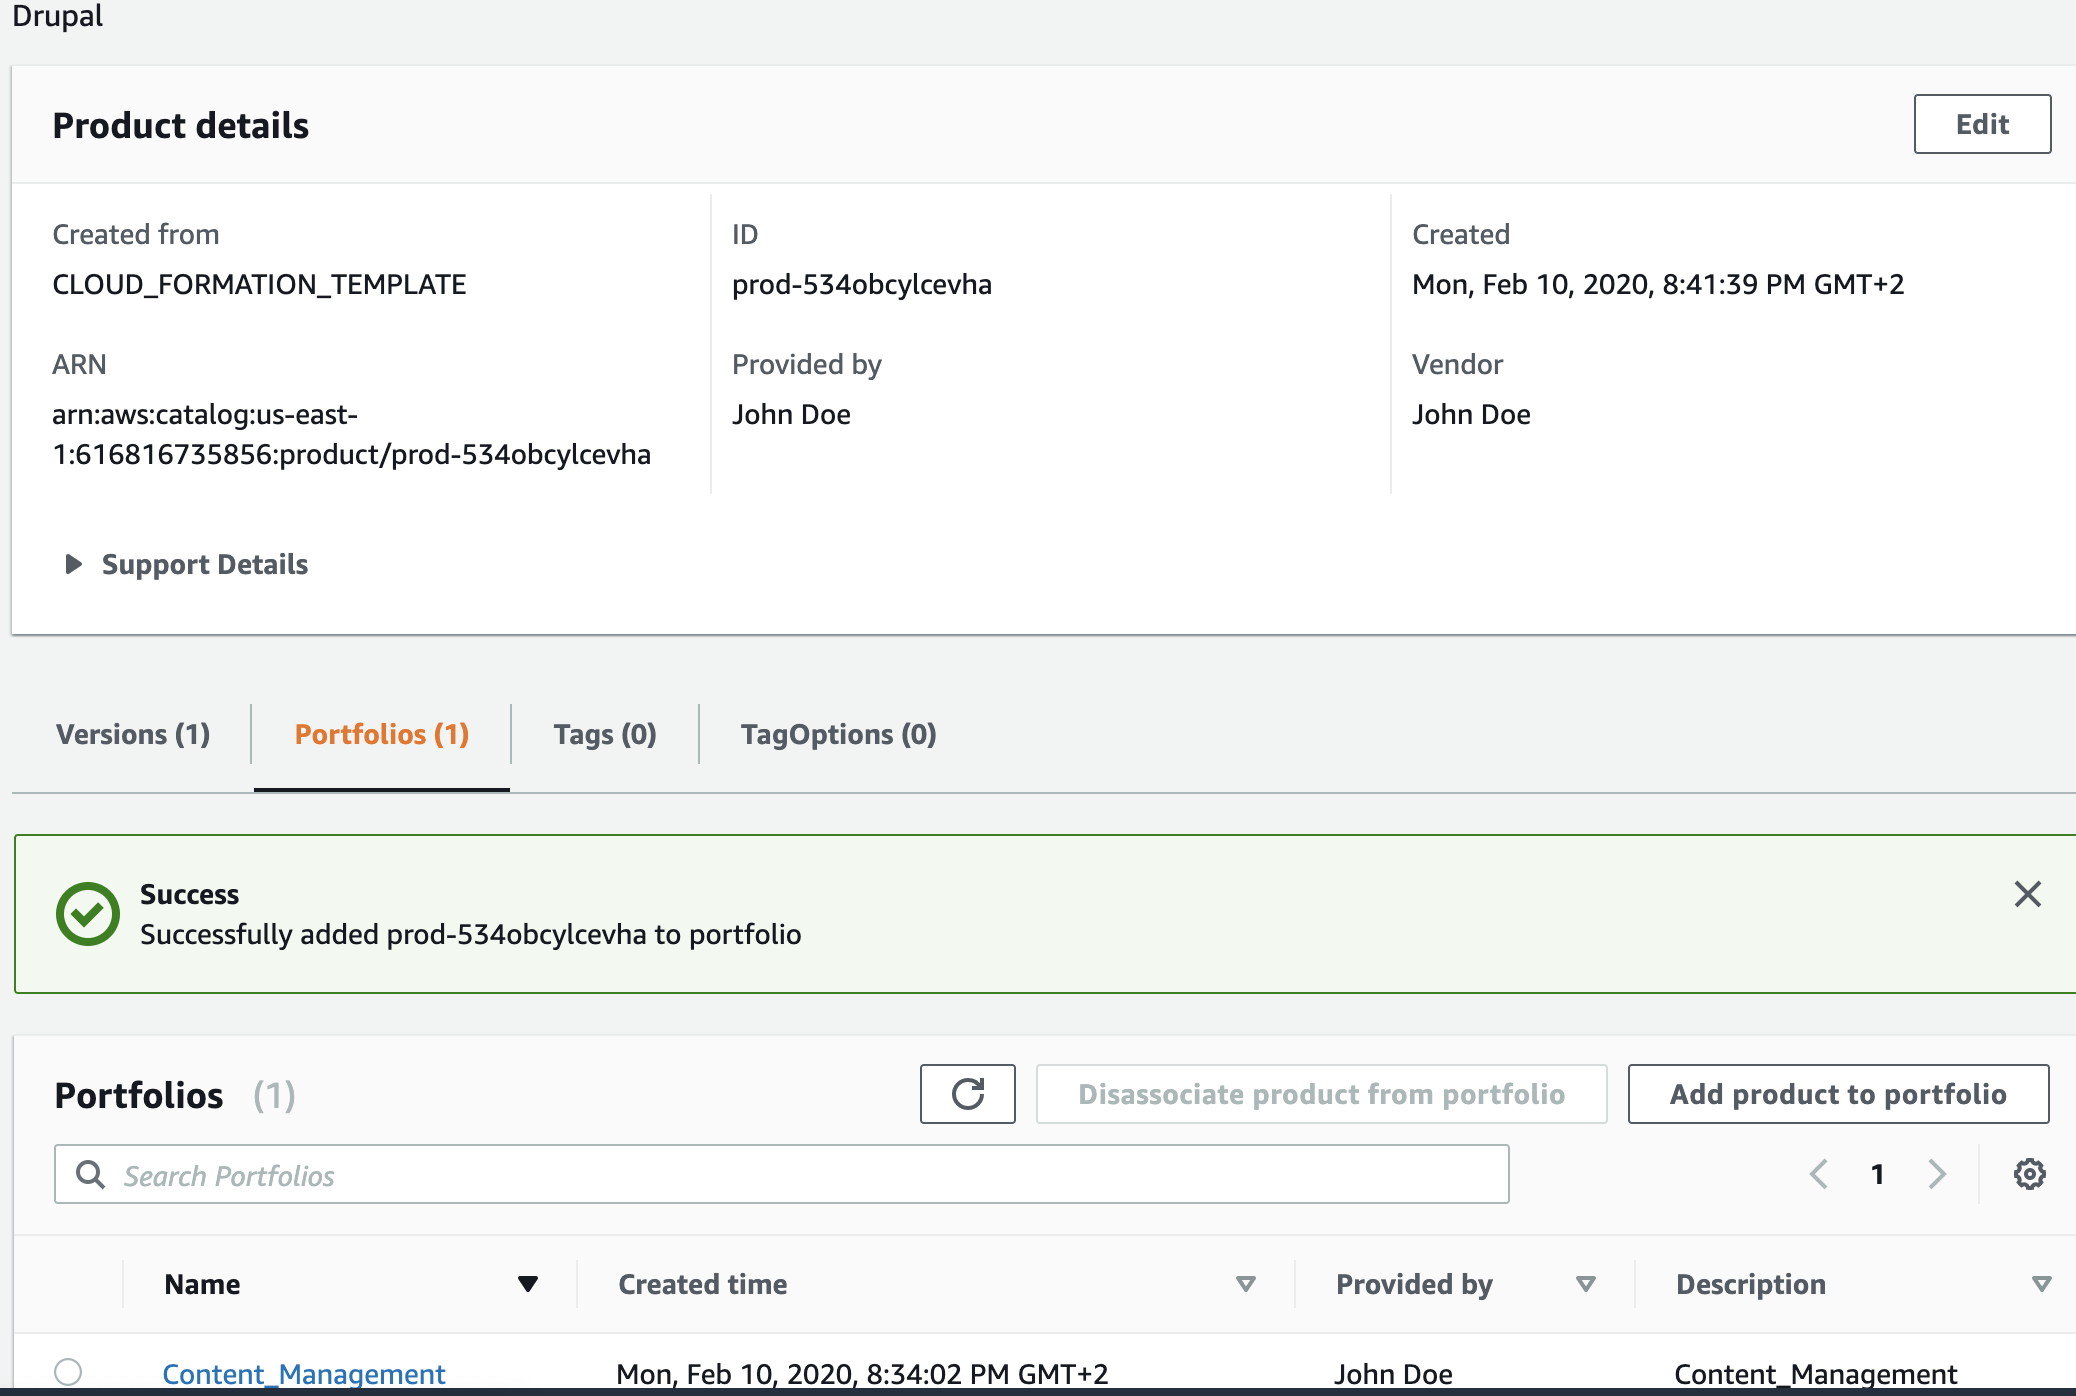 Drupal
Product details
Edit
Created from
ID
Created
CLOUD_FORMATION_TEMPLATE
prod-534obcylcevha
Mon, Feb 10, 2020, 8:41:39 PM GMT+2
ARN
Provided by
Vendor
arn:aws:catalog:us-east-
1:616816735856:product/prod-534obcylcevha
John Doe
John Doe
Support Details
Versions (1)
Portfolios (1)
Tags (0)
TagOptions (0)
Success
Successfully added prod-534obcylcevha to portfolio
Portfolios (1)
Disassociate product from portfolio
Add product to portfolio
Search Portfolios
1
Name
Created time
Provided by
Description
Content_Management
Mon, Feb 10, 2020, 8:34:02 PM GMT+2
John Doe
Content_Management